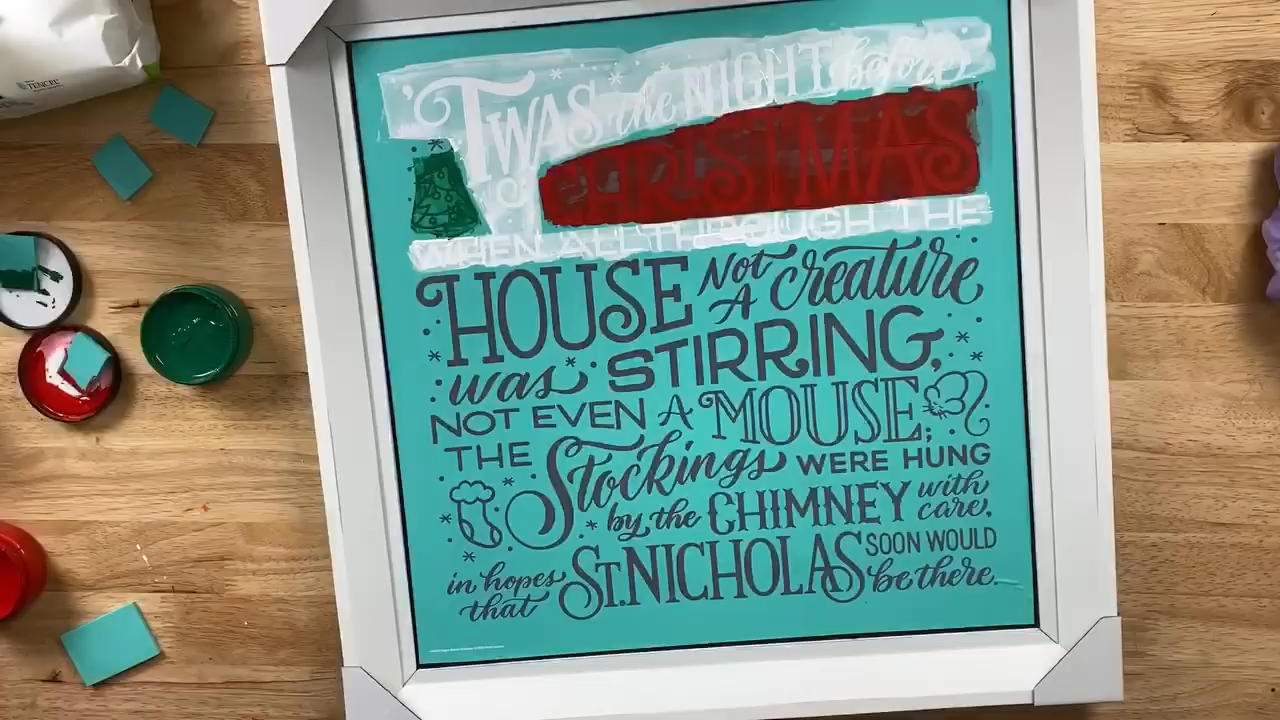 TENCEL
'TWAS the NIGHT before
CHRISTMAS
WHEN ALL THROUGH THE
HOUSE Not A creature
was STIRRING,
NOT EVEN A MOUSE;
THE Stockings WERE HUNG
by the CHIMNEY with care,
in hopes that ST. NICHOLAS SOON WOULD be there.